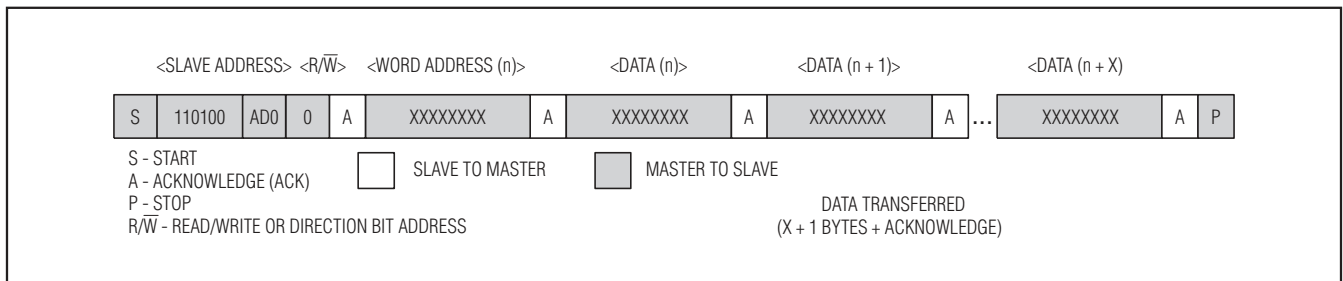 <SLAVE ADDRESS> <R/W̅> <WORD ADDRESS (n)> <DATA (n)> <DATA (n + 1)> <DATA (n + X)
S 110100 AD0 0 A XXXXXXXX A XXXXXXXX A XXXXXXXX A ... XXXXXXXX A P
S - START
A - ACKNOWLEDGE (ACK) SLAVE TO MASTER MASTER TO SLAVE
P - STOP
R/W̅ - READ/WRITE OR DIRECTION BIT ADDRESS
DATA TRANSFERRED
(X + 1 BYTES + ACKNOWLEDGE)